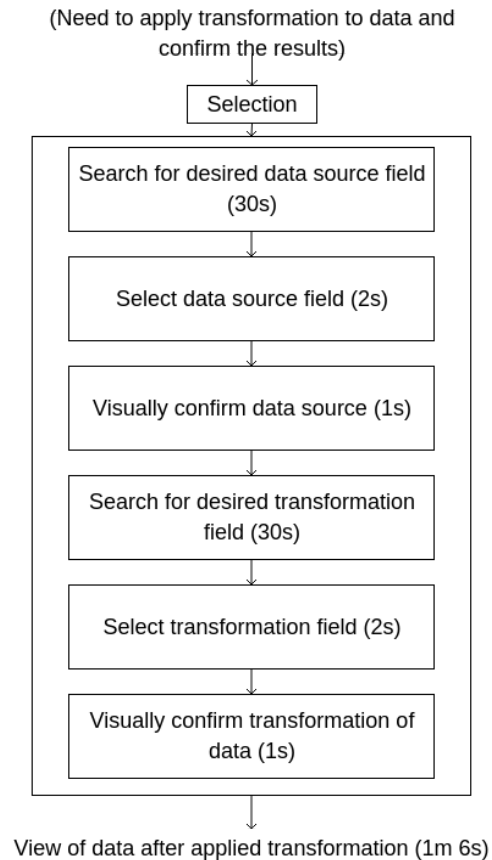 (Need to apply transformation to data and
confirm the results)
Selection
Search for desired data source field
(30s)
Select data source field (2s)
Visually confirm data source (1s)
Search for desired transformation
field (30s)
Select transformation field (2s)
Visually confirm transformation of
data (1s)
View of data after applied transformation (1m 6s)